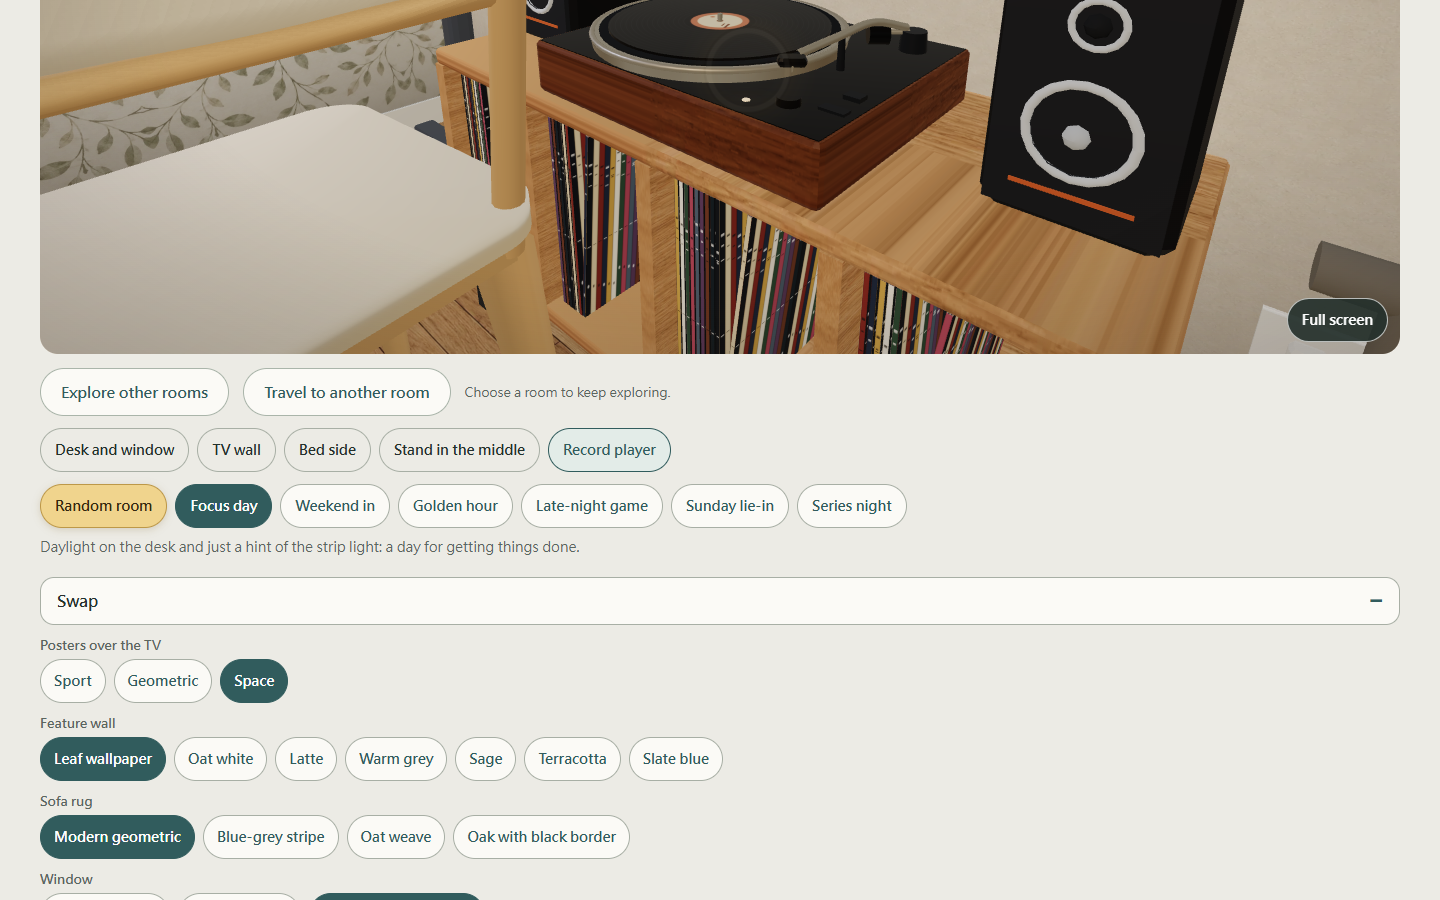 Full screen
Explore other rooms
Travel to another room
Choose a room to keep exploring.
Desk and window
TV wall
Bed side
Stand in the middle
Record player
Random room
Focus day
Weekend in
Golden hour
Late-night game
Sunday lie-in
Series night
Daylight on the desk and just a hint of the strip light: a day for getting things done.
Swap
Posters over the TV
Sport
Geometric
Space
Feature wall
Leaf wallpaper
Oat white
Latte
Warm grey
Sage
Terracotta
Slate blue
Sofa rug
Modern geometric
Blue-grey stripe
Oat weave
Oak with black border
Window